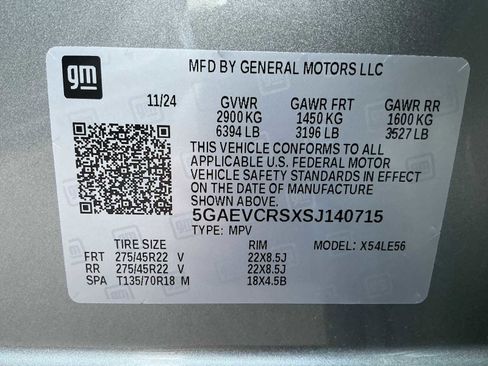 gm
MFD BY GENERAL MOTORS LLC
11/24 GVWR GAWR FRT GAWR RR
2900 KG 1450 KG 1600 KG
6394 LB 3196 LB 3527 LB
THIS VEHICLE CONFORMS TO ALL
APPLICABLE U.S. FEDERAL MOTOR
VEHICLE SAFETY STANDARDS IN EFFECT
ON THE DATE OF MANUFACTURE
SHOWN ABOVE.
5GAEVCRSXSJ140715
TYPE: MPV MODEL: X54LE56
TIRE SIZE RIM
FRT 275/45R22 V 22X8.5J
RR 275/45R22 V 22X8.5J
SPA T135/70R18 M 18X4.5B